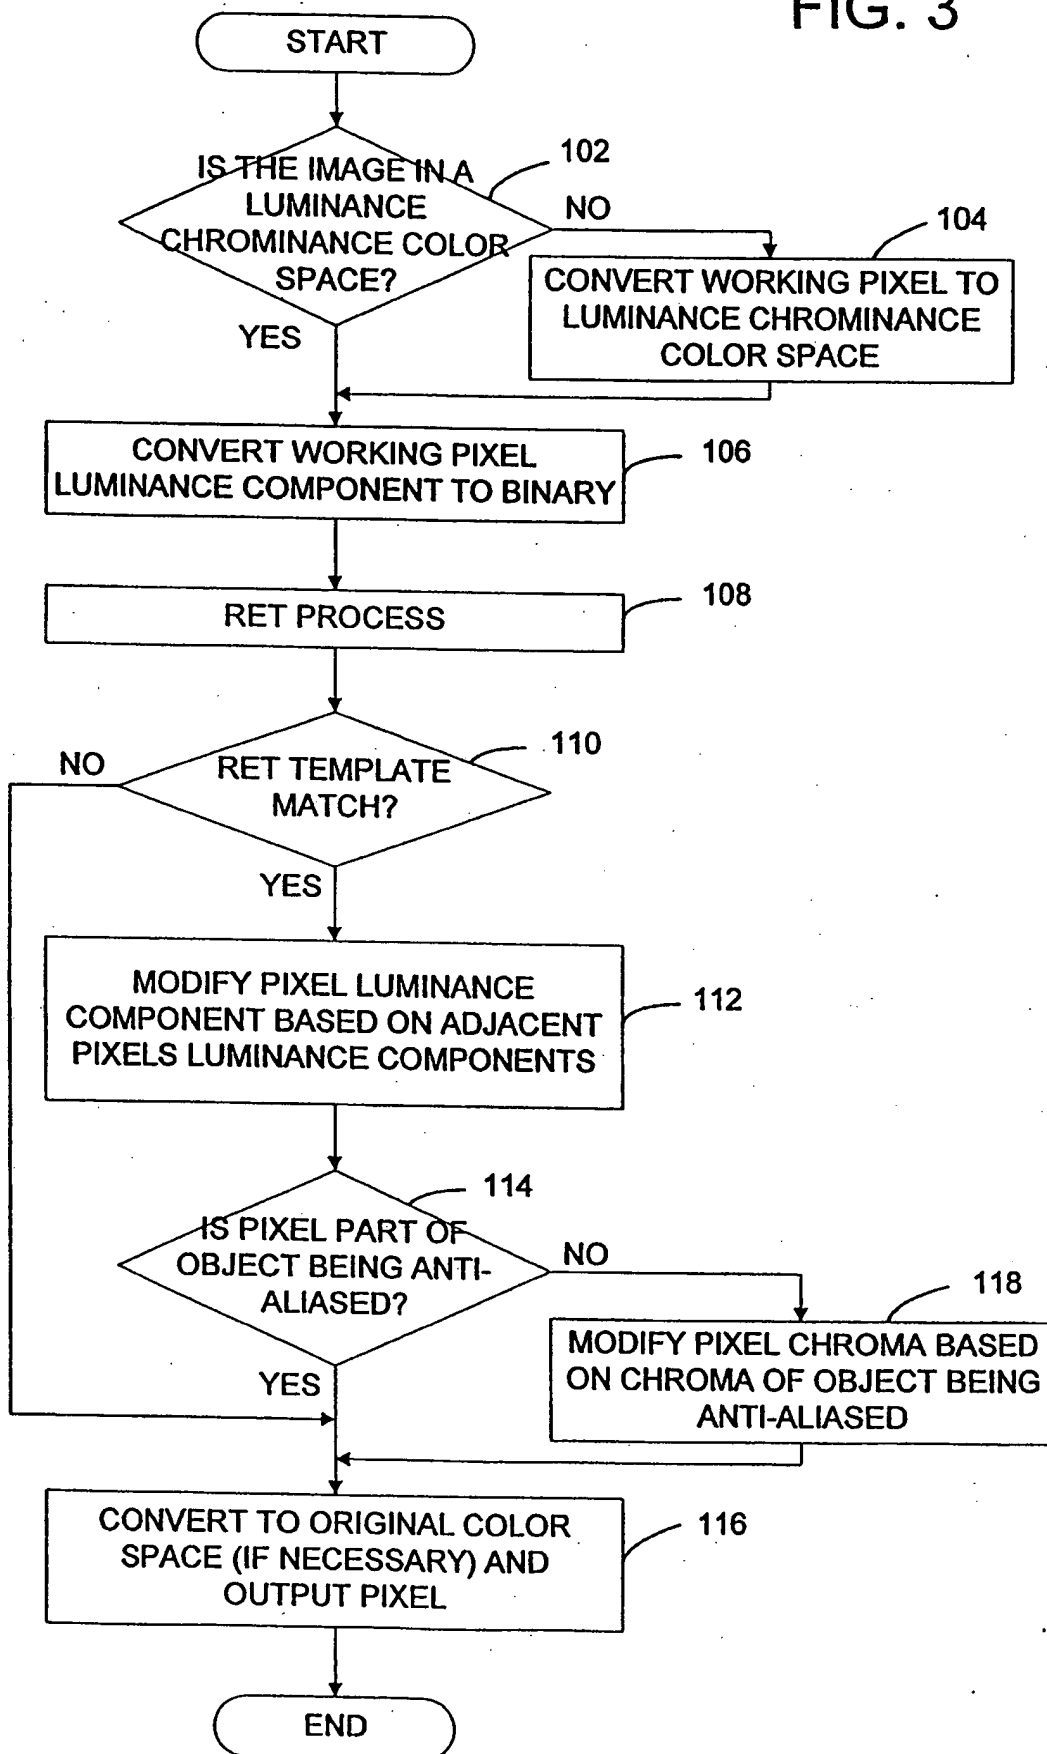 FIG. 3
START
IS THE IMAGE IN A
LUMINANCE
CHROMINANCE COLOR
SPACE?
102
NO
104
CONVERT WORKING PIXEL TO
LUMINANCE CHROMINANCE
COLOR SPACE
YES
CONVERT WORKING PIXEL
LUMINANCE COMPONENT TO BINARY
106
RET PROCESS
108
RET TEMPLATE
MATCH?
110
NO
YES
MODIFY PIXEL LUMINANCE
COMPONENT BASED ON ADJACENT
PIXELS LUMINANCE COMPONENTS
112
IS PIXEL PART OF
OBJECT BEING ANTI-
ALIASED?
114
NO
118
MODIFY PIXEL CHROMA BASED
ON CHROMA OF OBJECT BEING
ANTI-ALIASED
YES
CONVERT TO ORIGINAL COLOR
SPACE (IF NECESSARY) AND
OUTPUT PIXEL
116
END